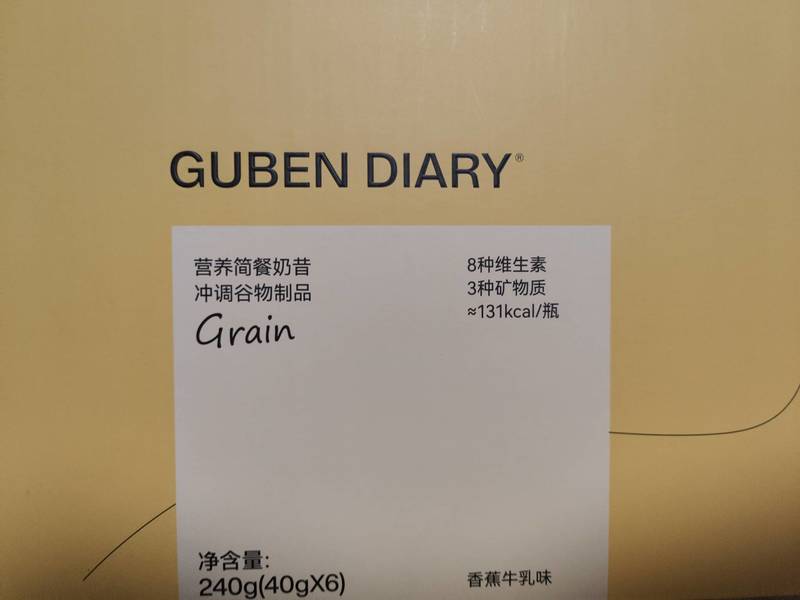 GUBEN DIARY®
营养简餐奶昔
冲调谷物制品
Grain
8种维生素
3种矿物质
≈131kcal/瓶
净含量:
240g(40gX6)
香蕉牛乳味